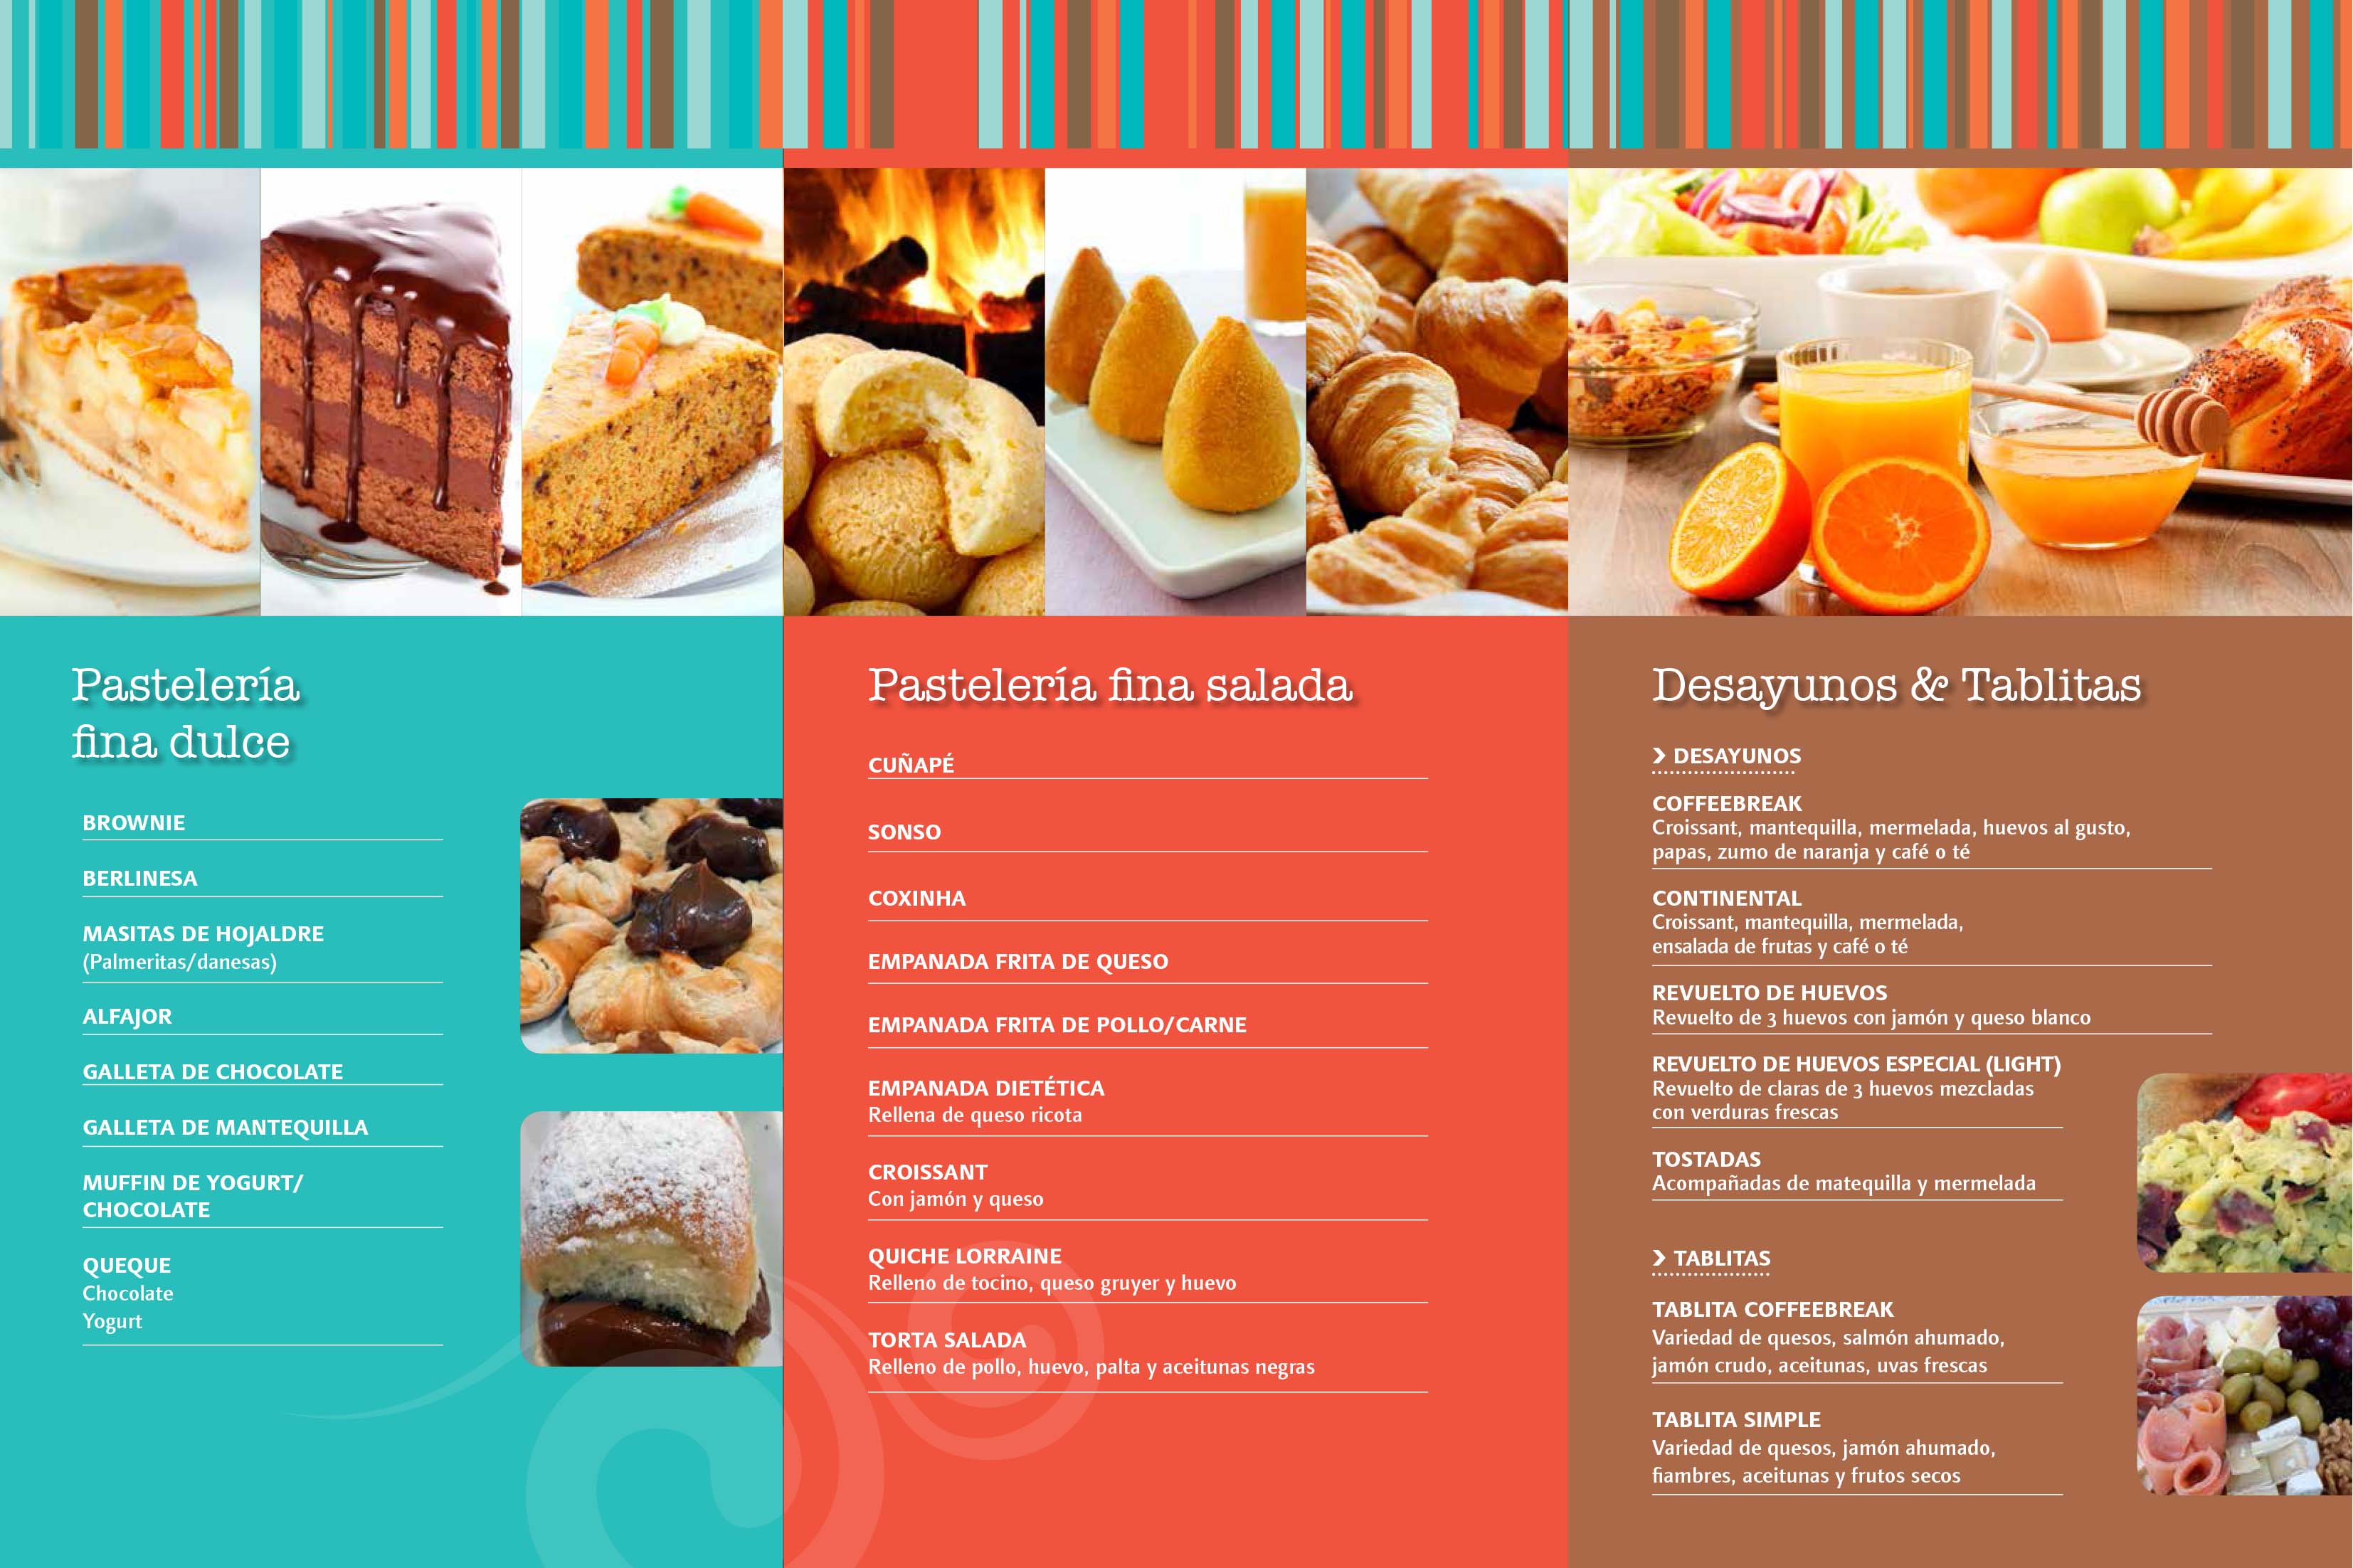 Pastelería
fina dulce
BROWNIE
BERLINESA
MASITAS DE HOJALDRE
(Palmeritas/danesas)
ALFAJOR
GALLETA DE CHOCOLATE
GALLETA DE MANTEQUILLA
MUFFIN DE YOGURT/
CHOCOLATE
QUEQUE
Chocolate
Yogurt
Pastelería fina salada
CUÑAPÉ
SONSO
COXINHA
EMPANADA FRITA DE QUESO
EMPANADA FRITA DE POLLO/CARNE
EMPANADA DIETÉTICA
Rellena de queso ricota
CROISSANT
Con jamón y queso
QUICHE LORRAINE
Relleno de tocino, queso gruyer y huevo
TORTA SALADA
Relleno de pollo, huevo, palta y aceitunas negras
Desayunos & Tablitas
DESAYUNOS
COFFEEBREAK
Croissant, mantequilla, mermelada, huevos al gusto,
papas, zumo de naranja y café o té
CONTINENTAL
Croissant, mantequilla, mermelada,
ensalada de frutas y café o té
REVUELTO DE HUEVOS
Revuelto de 3 huevos con jamón y queso blanco
REVUELTO DE HUEVOS ESPECIAL (LIGHT)
Revuelto de claras de 3 huevos mezcladas
con verduras frescas
TOSTADAS
Acompañadas de matequilla y mermelada
TABLITAS
TABLITA COFFEEBREAK
Variedad de quesos, salmón ahumado,
jamón crudo, aceitunas, uvas frescas
TABLITA SIMPLE
Variedad de quesos, jamón ahumado,
fiambres, aceitunas y frutos secos